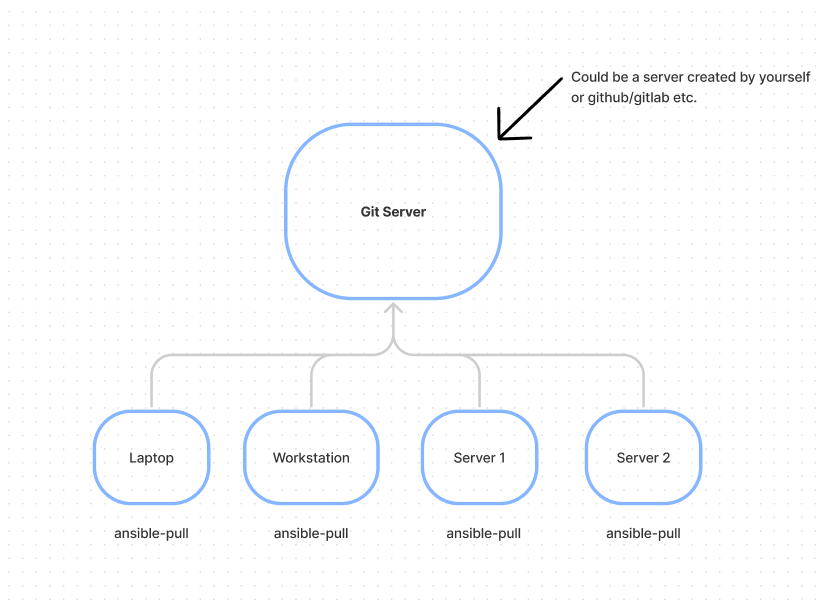 Could be a server created by yourself
or github/gitlab etc.
Git Server
Laptop
Workstation
Server 1
Server 2
ansible-pull
ansible-pull
ansible-pull
ansible-pull